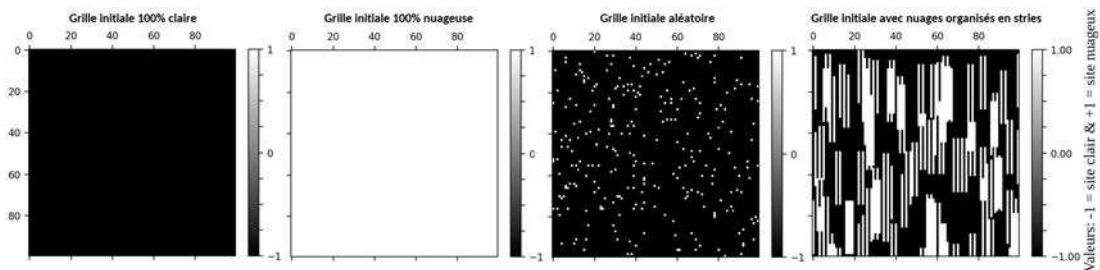 Grille initiale 100% claire
0 20 40 60 80
0
20
40
60
80
1
0
−1
Grille initiale 100% nuageuse
0 20 40 60 80
1
0
−1
Grille initiale aléatoire
0 20 40 60 80
1
0
−1
Grille initiale avec nuages organisés en stries
0 20 40 60 80
1.00
0.00
−1.00
Valeurs: -1 = site clair & +1 = site nuageux